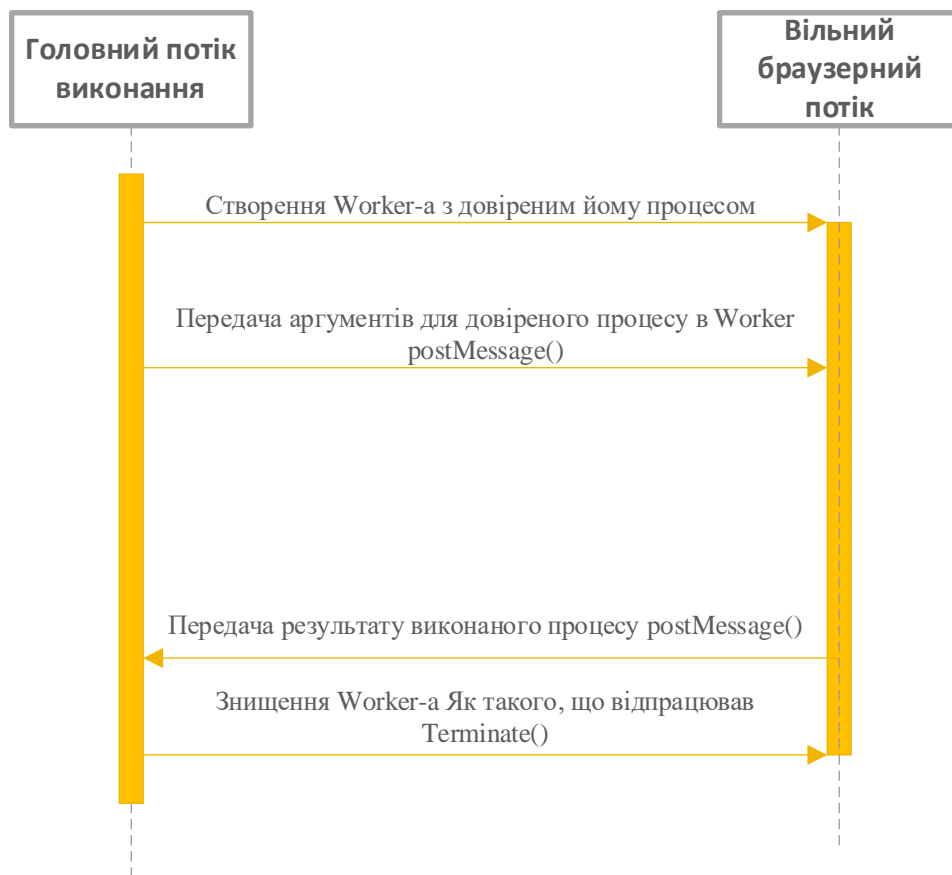 Головний потік
виконання
Вільний
браузерний
потік
Створення Worker-а з довіреним йому процесом
Передача аргументів для довіреного процесу в Worker
postMessage()
Передача результату виконаного процесу postMessage()
Знищення Worker-а Як такого, що відпрацював
Terminate()